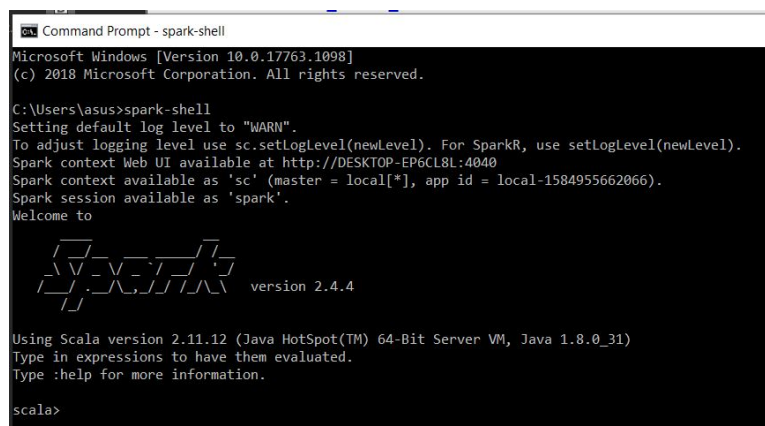 Command Prompt - spark-shell
Microsoft Windows [Version 10.0.17763.1098]
(c) 2018 Microsoft Corporation. All rights reserved.
C:\Users\asus>spark-shell
Setting default log level to "WARN".
To adjust logging level use sc.setLogLevel(newLevel). For SparkR, use setLogLevel(newLevel).
Spark context Web UI available at http://DESKTOP-EP6CL8L:4040
Spark context available as 'sc' (master = local[*], app id = local-1584955662066).
Spark session available as 'spark'.
Welcome to
Spark version 2.4.4
Using Scala version 2.11.12 (Java HotSpot(TM) 64-Bit Server VM, Java 1.8.0_31)
Type in expressions to have them evaluated.
Type :help for more information.
scala>